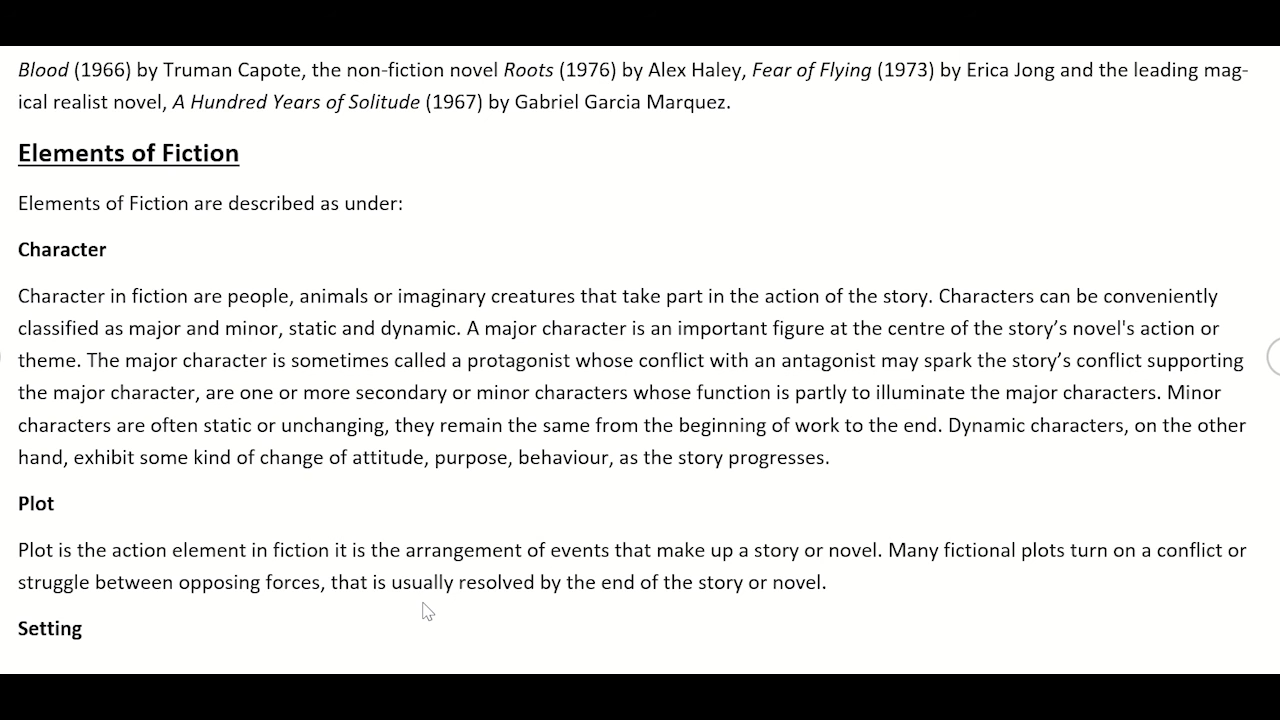 Blood (1966) by Truman Capote, the non-fiction novel Roots (1976) by Alex Haley, Fear of Flying (1973) by Erica Jong and the leading mag-
ical realist novel, A Hundred Years of Solitude (1967) by Gabriel Garcia Marquez.
Elements of Fiction
Elements of Fiction are described as under:
Character
Character in fiction are people, animals or imaginary creatures that take part in the action of the story. Characters can be conveniently
classified as major and minor, static and dynamic. A major character is an important figure at the centre of the story’s novel's action or
theme. The major character is sometimes called a protagonist whose conflict with an antagonist may spark the story’s conflict supporting
the major character, are one or more secondary or minor characters whose function is partly to illuminate the major characters. Minor
characters are often static or unchanging, they remain the same from the beginning of work to the end. Dynamic characters, on the other
hand, exhibit some kind of change of attitude, purpose, behaviour, as the story progresses.
Plot
Plot is the action element in fiction it is the arrangement of events that make up a story or novel. Many fictional plots turn on a conflict or
struggle between opposing forces, that is usually resolved by the end of the story or novel.
Setting